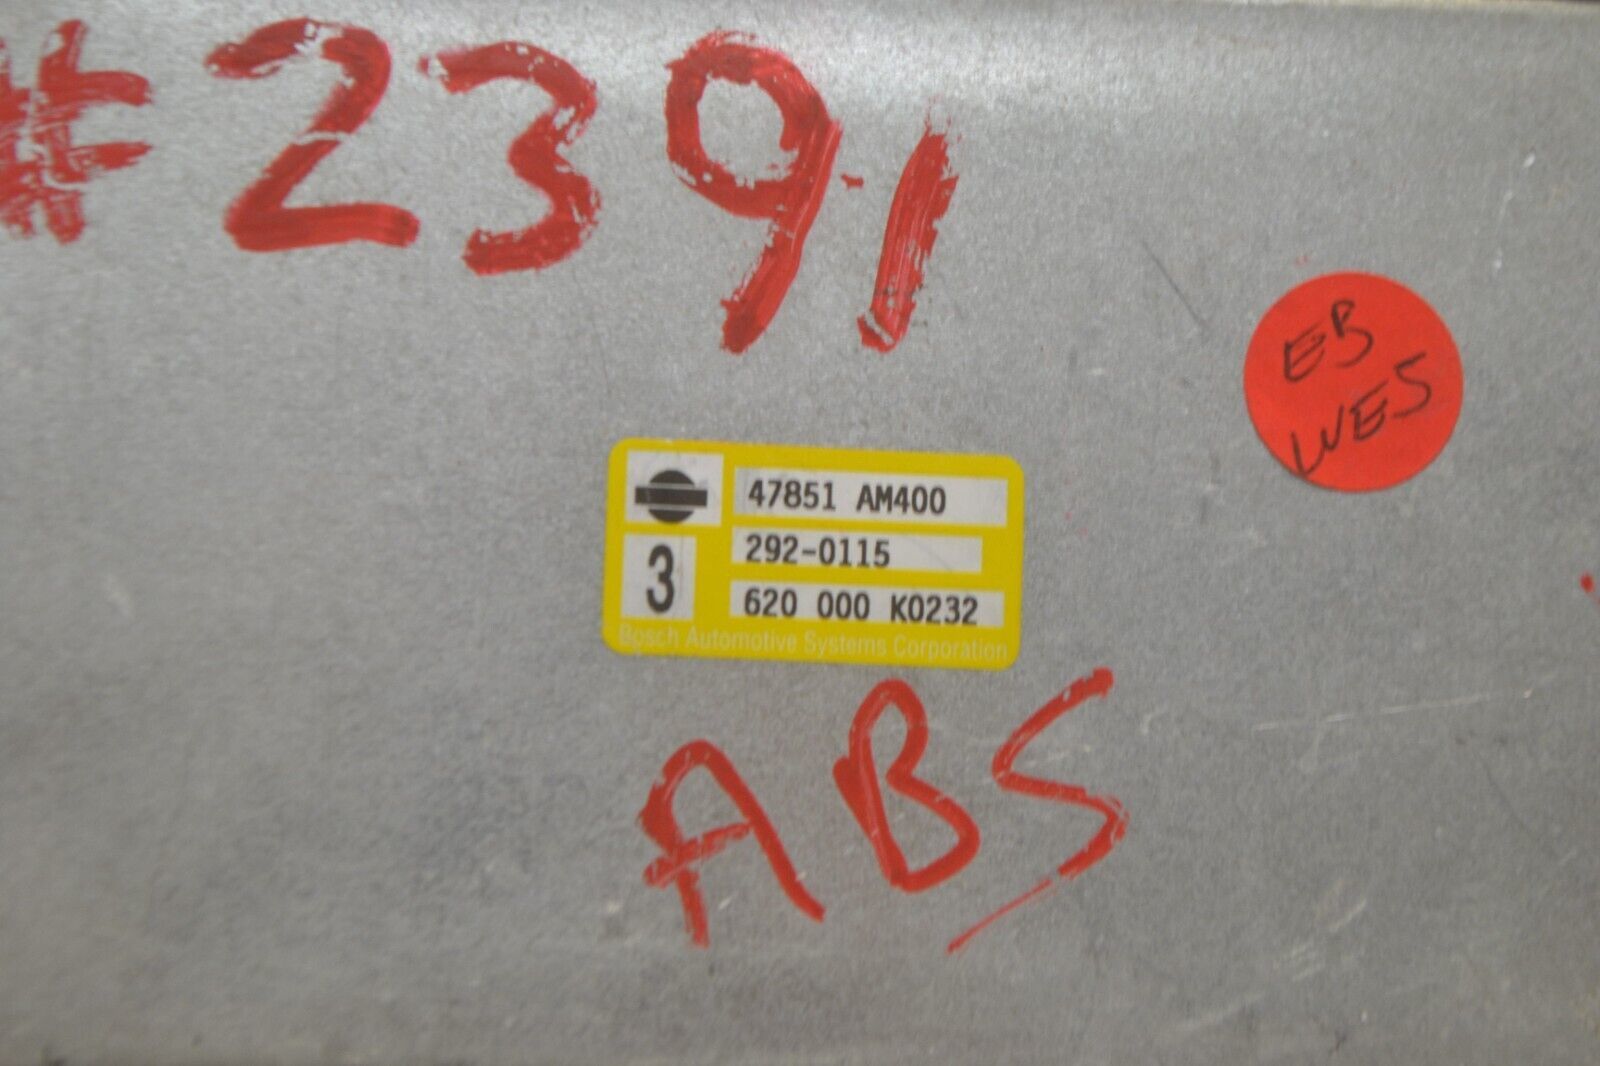 #2391
EB
WES
47851 AM400
292-0115
3
620 000 K0232
Bosch Automotive Systems Corporation
ABS